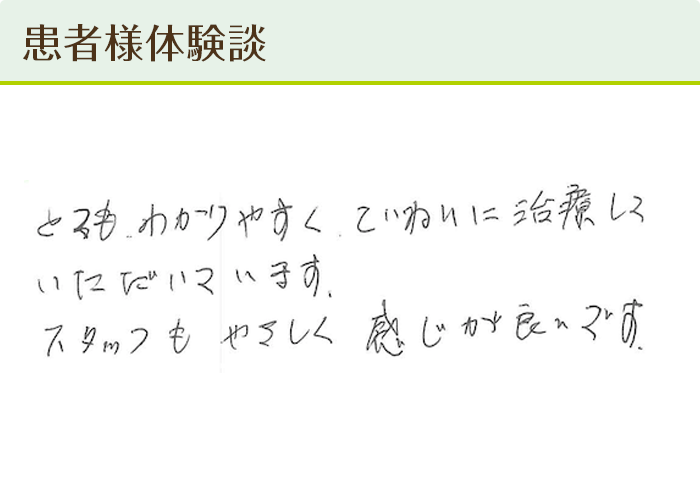 患者様体験談
とてもわかりやすく、ていねいに治療して
いただいています。
スタッフもやさしく感じが良いです。